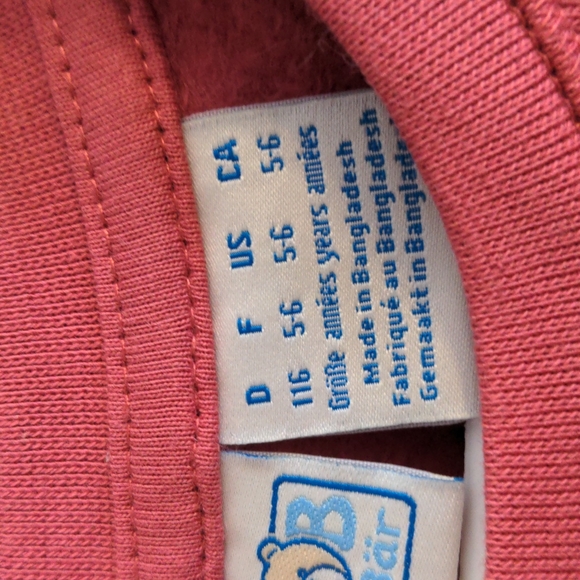 D F US CA
116 5-6 5-6 5-6
Größe années years années
Made in Bangladesh
Fabriqué au Bangladesh
Gemaakt in Bangladesh
B
Bär